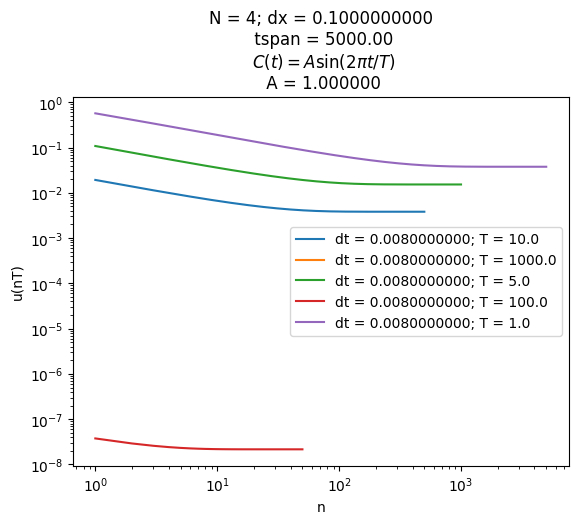 N = 4; dx = 0.1000000000
tspan = 5000.00
C(t) = A sin(2πt/T)
A = 1.000000
10⁰
10⁻¹
10⁻²
10⁻³
10⁻⁴
10⁻⁵
10⁻⁶
10⁻⁷
10⁻⁸
u(nT)
dt = 0.0080000000; T = 10.0
dt = 0.0080000000; T = 1000.0
dt = 0.0080000000; T = 5.0
dt = 0.0080000000; T = 100.0
dt = 0.0080000000; T = 1.0
10⁰ 10¹ 10² 10³
n